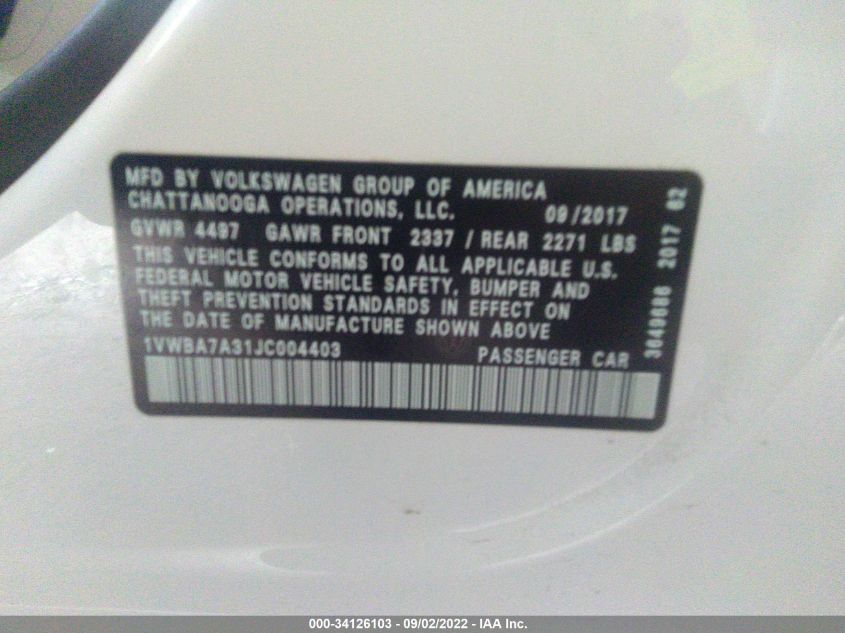 MFD BY VOLKSWAGEN GROUP OF AMERICA
CHATTANOOGA OPERATIONS, LLC. 09/2017
GVWR 4497 GAWR FRONT 2337 / REAR 2271 LBS
THIS VEHICLE CONFORMS TO ALL APPLICABLE U.S.
FEDERAL MOTOR VEHICLE SAFETY, BUMPER AND
THEFT PREVENTION STANDARDS IN EFFECT ON
THE DATE OF MANUFACTURE SHOWN ABOVE
1VWBA7A31JC004403 PASSENGER CAR
3649686 2017 62
000-34126103 - 09/02/2022 - IAA Inc.